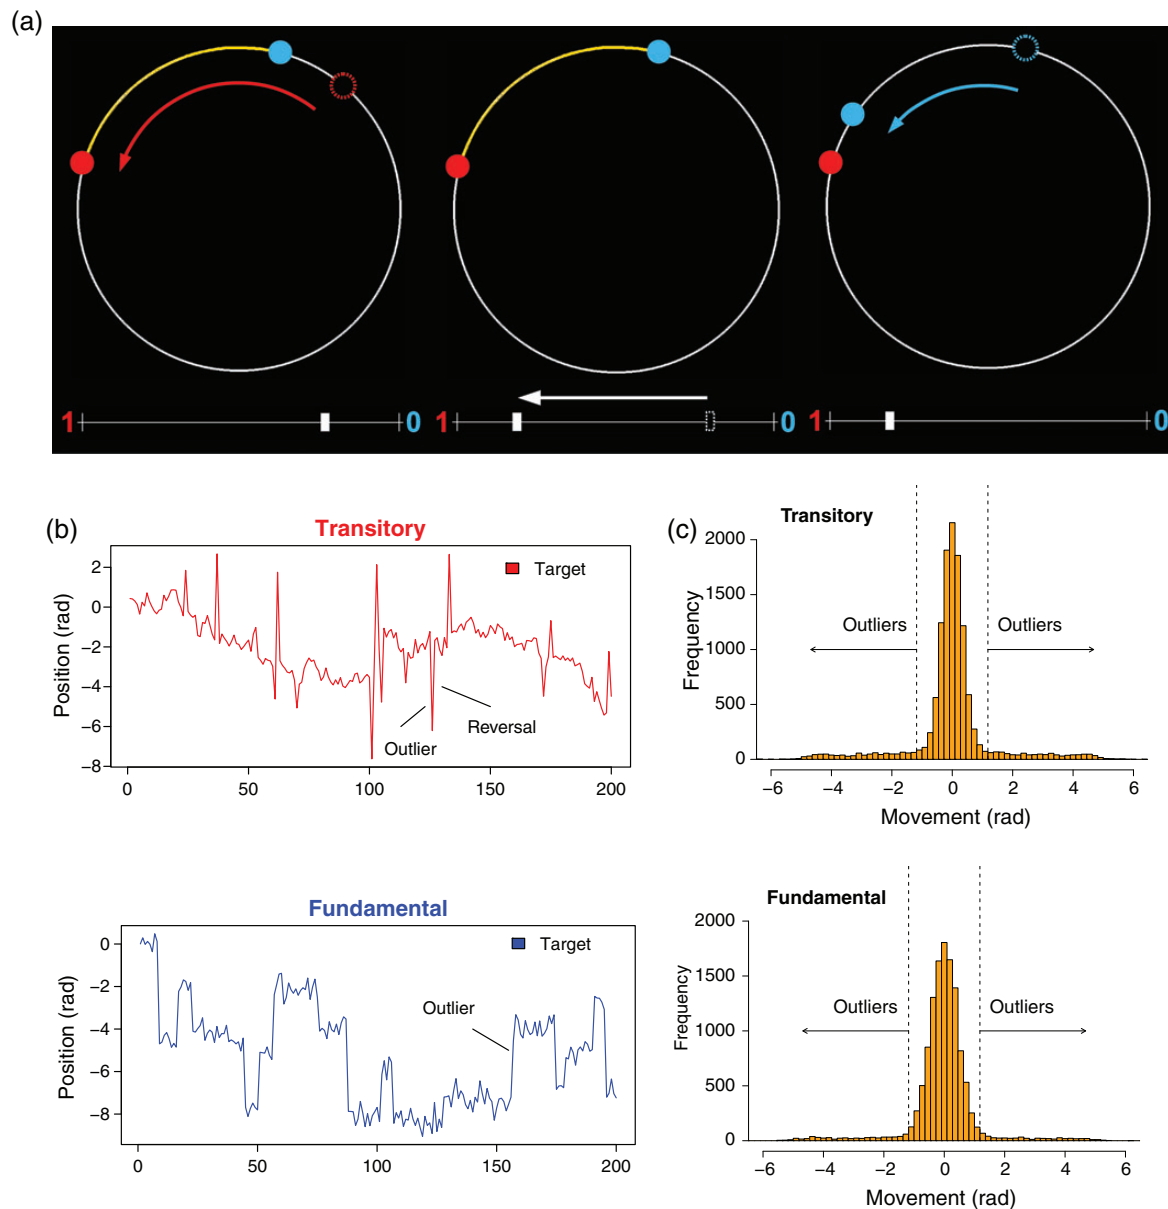 (a)
1 0 1 0 1 0
(b)
Transitory
Target
Position (rad)
2
0
−2
−4
−6
−8
Reversal
Outlier
0 50 100 150 200
(c)
Transitory
Frequency
2000
1500
1000
500
0
Outliers Outliers
−6 −4 −2 0 2 4 6
Movement (rad)
Fundamental
Target
Position (rad)
0
−2
−4
−6
−8
Outlier
0 50 100 150 200
Fundamental
Frequency
2000
1500
1000
500
0
Outliers Outliers
−6 −4 −2 0 2 4 6
Movement (rad)